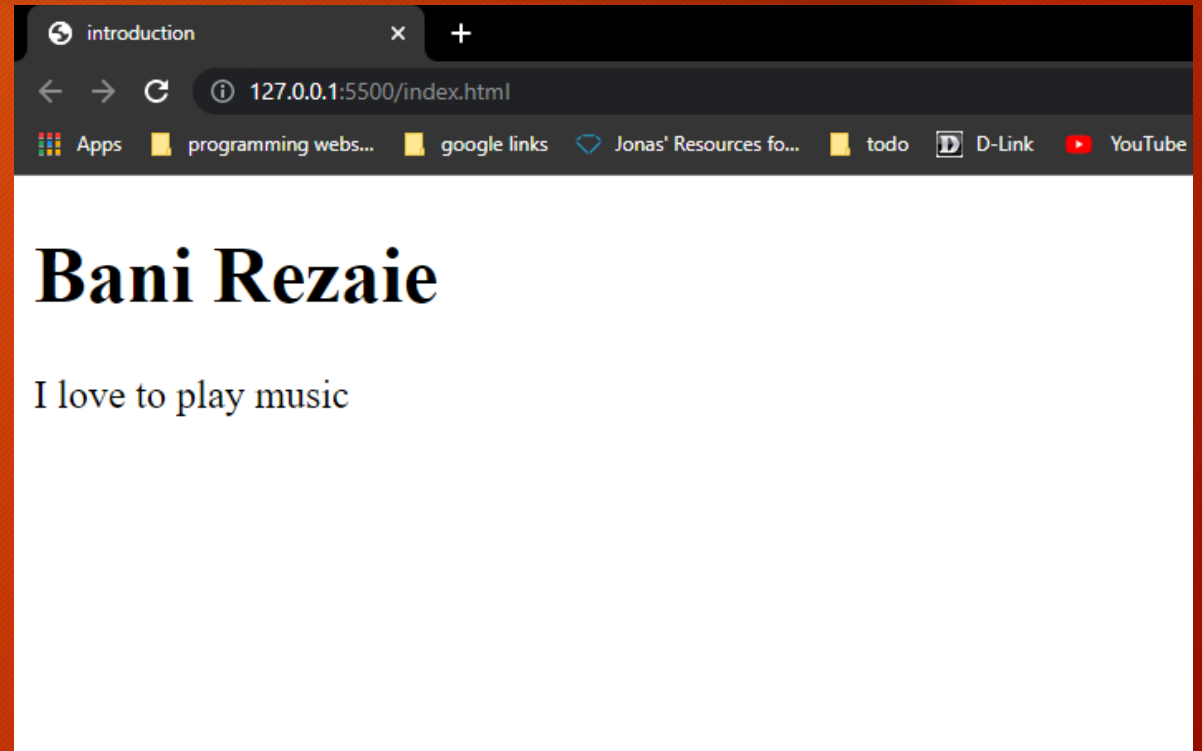 introduction
127.0.0.1:5500/index.html
Apps programming webs... google links Jonas' Resources fo... todo D D-Link YouTube
Bani Rezaie
I love to play music